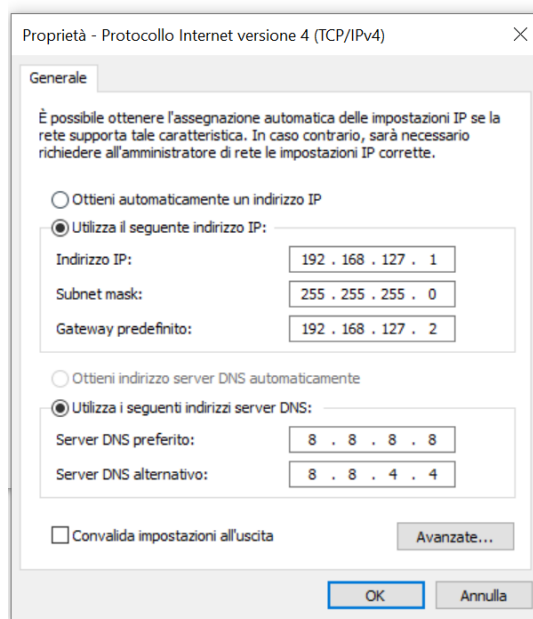 Proprietà - Protocollo Internet versione 4 (TCP/IPv4)
Generale
È possibile ottenere l'assegnazione automatica delle impostazioni IP se la
rete supporta tale caratteristica. In caso contrario, sarà necessario
richiedere all'amministratore di rete le impostazioni IP corrette.
Ottieni automaticamente un indirizzo IP
Utilizza il seguente indirizzo IP:
Indirizzo IP: 192 . 168 . 127 . 1
Subnet mask: 255 . 255 . 255 . 0
Gateway predefinito: 192 . 168 . 127 . 2
Ottieni indirizzo server DNS automaticamente
Utilizza i seguenti indirizzi server DNS:
Server DNS preferito: 8 . 8 . 8 . 8
Server DNS alternativo: 8 . 8 . 4 . 4
Convalida impostazioni all'uscita Avanzate...
OK Annulla